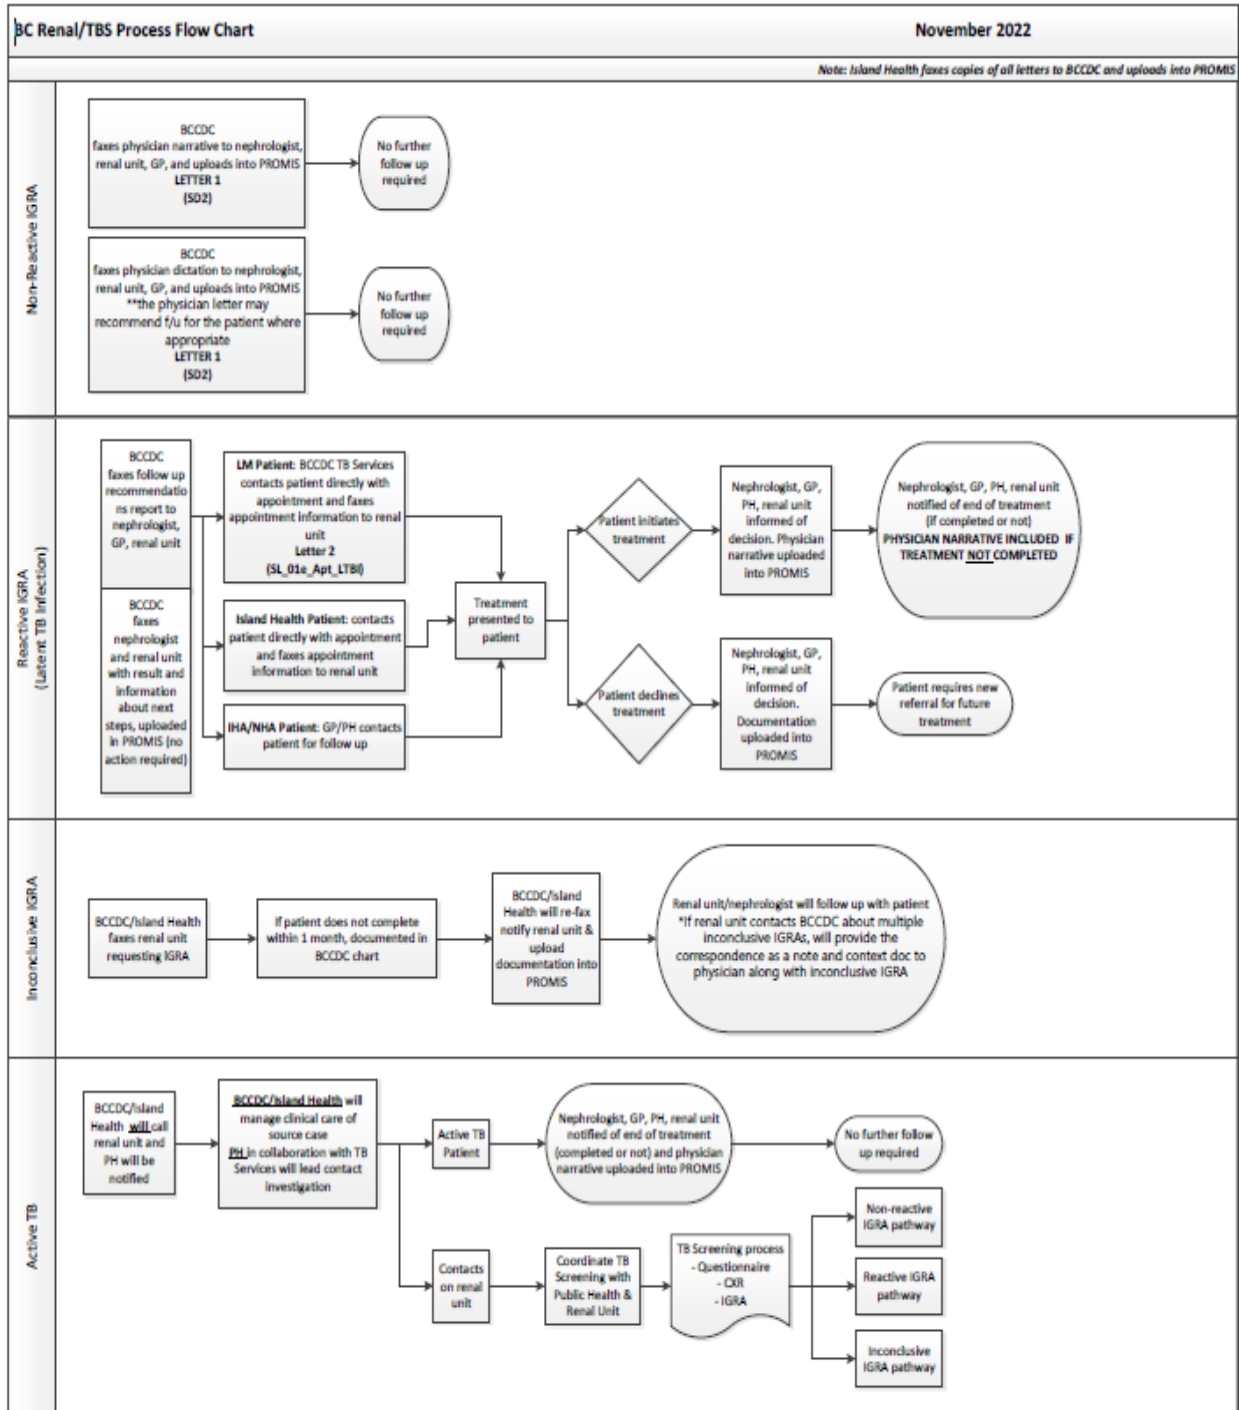 BC Renal/TBS Process Flow Chart
November 2022
Note: Island Health faxes copies of all letters to BCCDC and uploads into PROMIS
Non-Reactive IGRA
BCCDC
faxes physician narrative to nephrologist,
renal unit, GP, and uploads into PROMIS
LETTER 1
(SD2)
No further
follow up
required
BCCDC
faxes physician dictation to nephrologist,
renal unit, GP, and uploads into PROMIS
**the physician letter may
recommend f/u for the patient where
appropriate
LETTER 1
(SD2)
No further
follow up
required
Reactive IGRA
(Latent TB Infection)
BCCDC
faxes follow up
recommendatio
ns report to
nephrologist,
GP, renal unit
BCCDC
faxes
nephrologist
and renal unit
with result and
information
about next
steps, uploaded
in PROMIS (no
action required)
LM Patient: BCCDC TB Services
contacts patient directly with
appointment and faxes
appointment information to renal
unit
Letter 2
(SL_01e_Apt_LTBI)
Island Health Patient: contacts
patient directly with appointment
and faxes appointment
information to renal unit
IHA/NHA Patient: GP/PH contacts
patient for follow up
Treatment
presented to
patient
Patient initiates
treatment
Nephrologist, GP,
PH, renal unit
informed of
decision. Physician
narrative uploaded
into PROMIS
Nephrologist, GP, PH, renal unit
notified of end of treatment
(if completed or not)
PHYSICIAN NARRATIVE INCLUDED IF
TREATMENT NOT COMPLETED
Patient declines
treatment
Nephrologist, GP,
PH, renal unit
informed of
decision.
Documentation
uploaded into
PROMIS
Patient requires new
referral for future
treatment
Inconclusive IGRA
BCCDC/Island Health
faxes renal unit
requesting IGRA
If patient does not complete
within 1 month, documented in
BCCDC chart
BCCDC/Island
Health will re-fax
notify renal unit &
upload
documentation into
PROMIS
Renal unit/nephrologist will follow up with patient
*If renal unit contacts BCCDC about multiple
inconclusive IGRAs, will provide the
correspondence as a note and context doc to
physician along with inconclusive IGRA
Active TB
BCCDC/Island
Health will call
renal unit and
PH will be
notified
BCCDC/Island Health will
manage clinical care of
source case
PH in collaboration with TB
Services will lead contact
investigation
Active TB
Patient
Nephrologist, GP, PH, renal unit
notified of end of treatment
(completed or not) and physician
narrative uploaded into PROMIS
No further follow
up required
Contacts
on renal
unit
Coordinate TB
Screening with
Public Health &
Renal Unit
TB Screening process
- Questionnaire
- CXR
- IGRA
Non-reactive
IGRA pathway
Reactive IGRA
pathway
Inconclusive
IGRA pathway